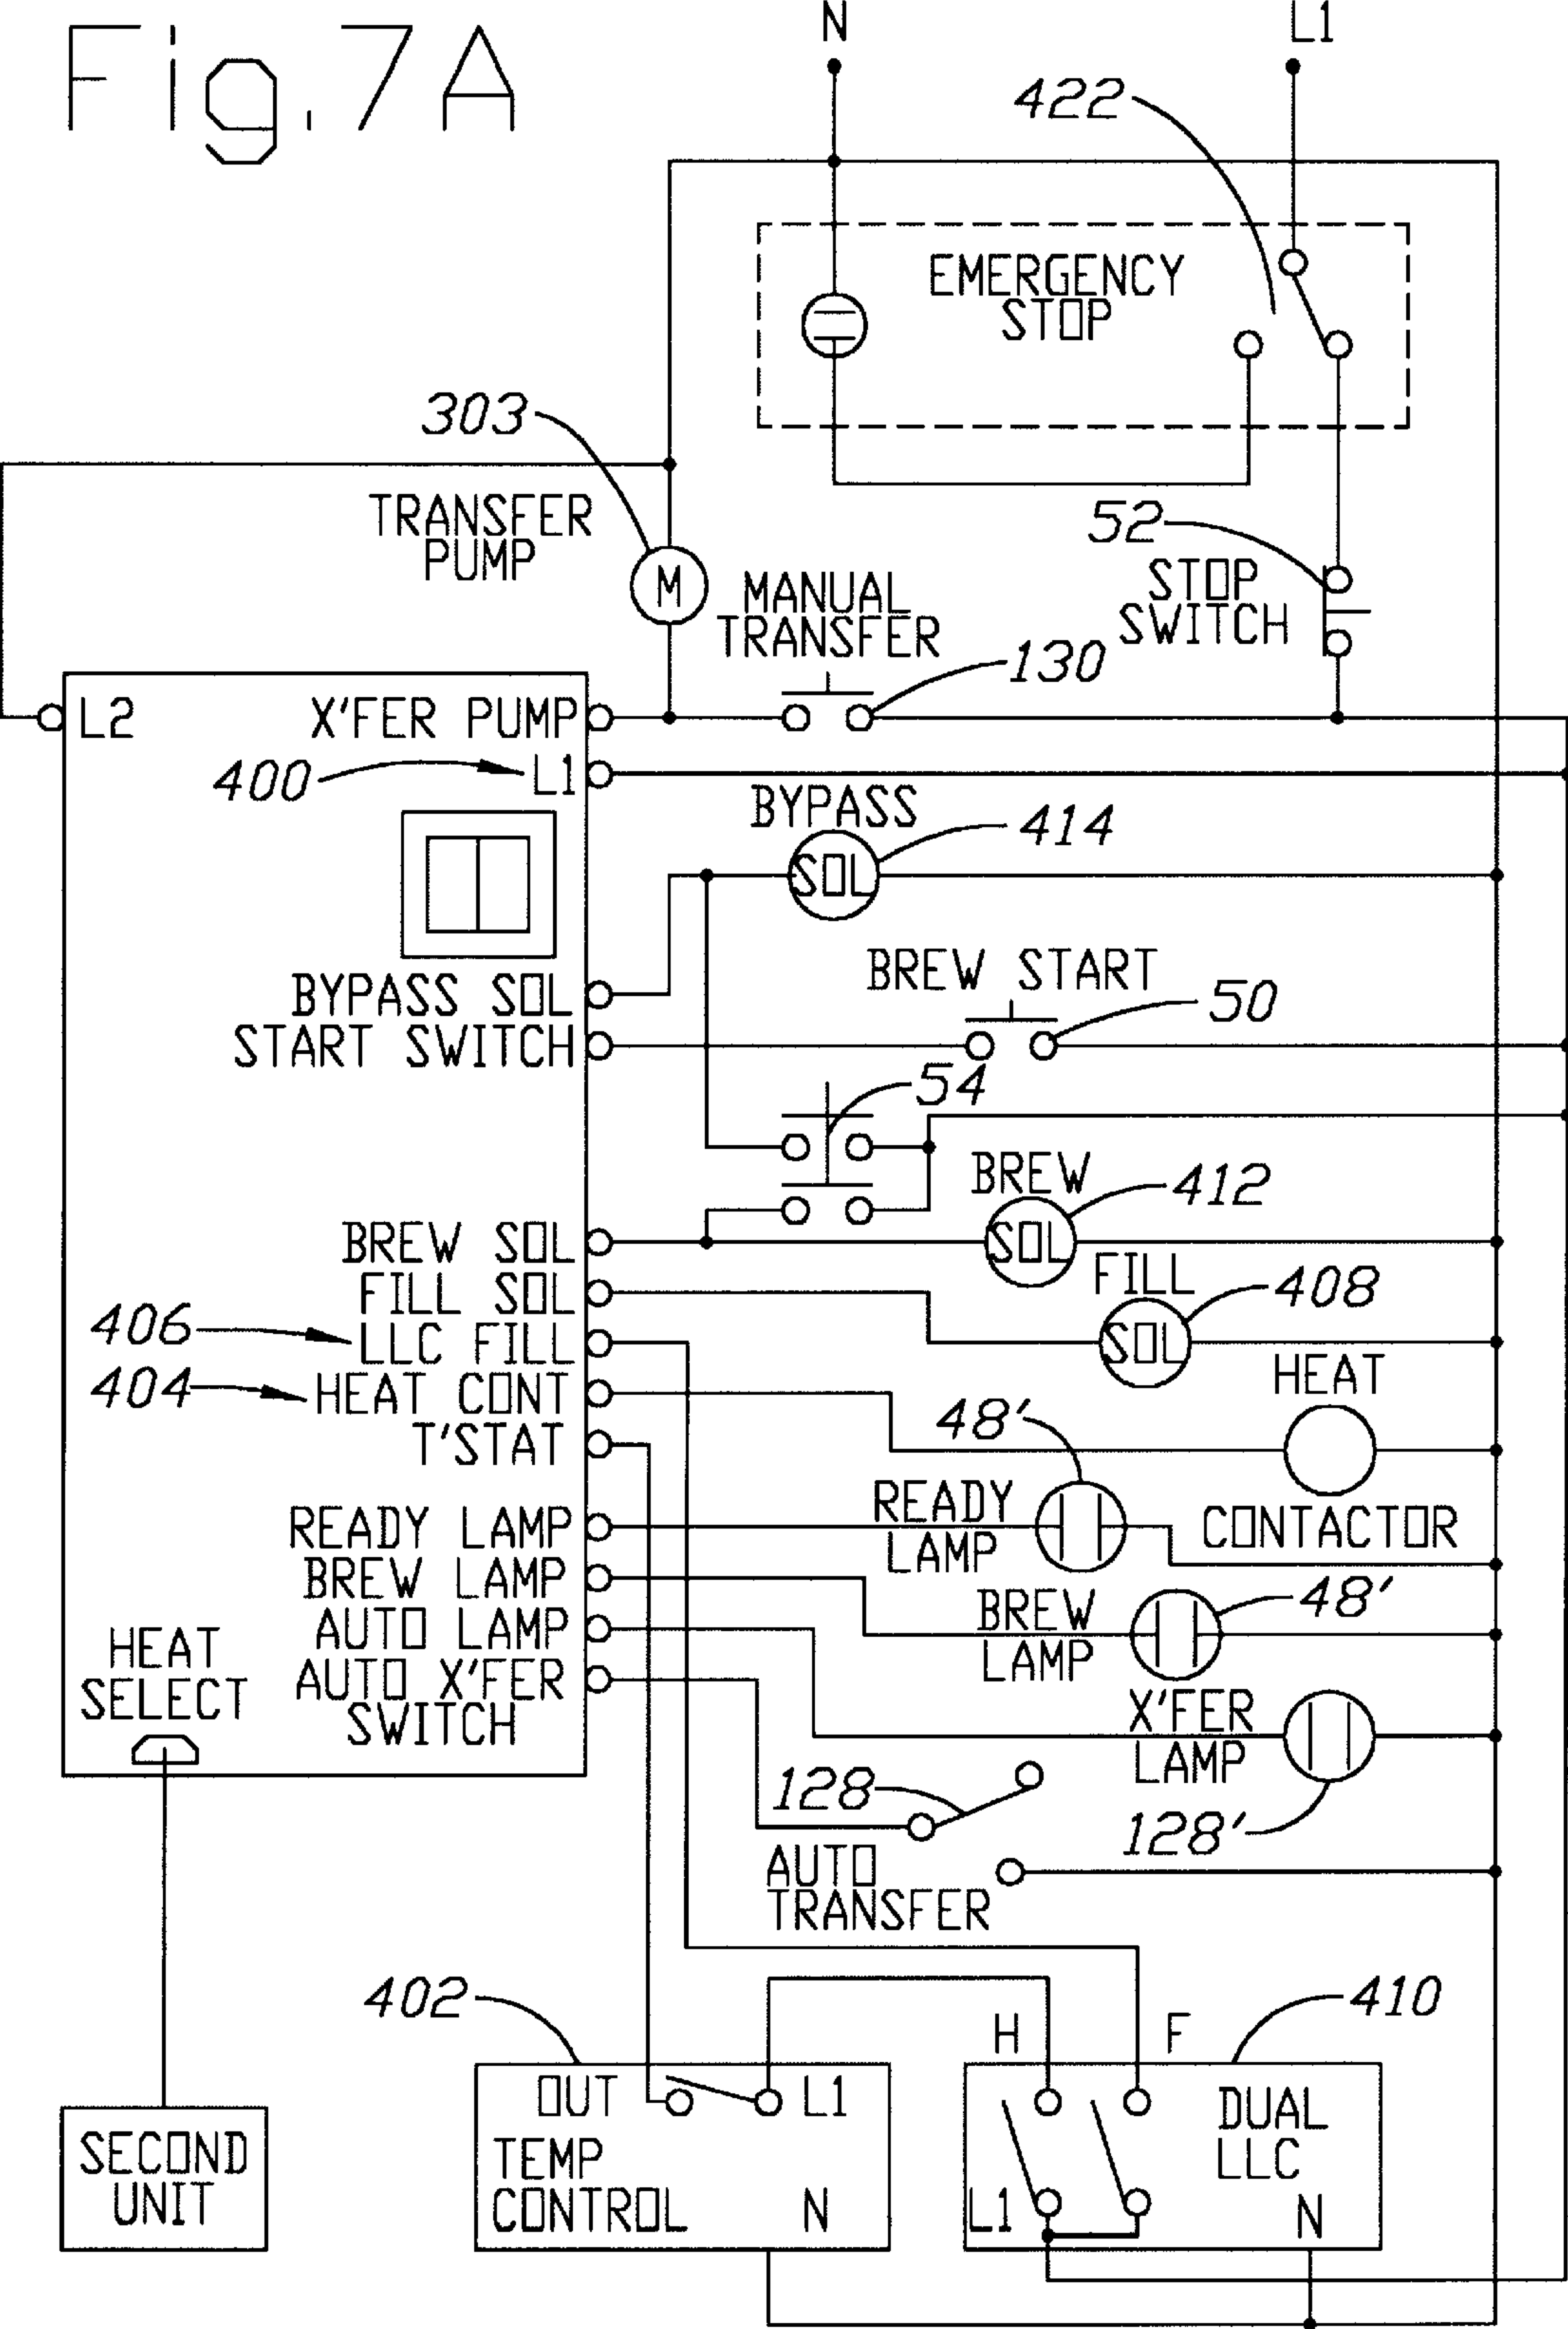 Fig. 7A
N
L1
422
EMERGENCY
STOP
303
TRANSFER
PUMP
M
52
STOP
SWITCH
MANUAL
TRANSFER
130
L2
X'FER PUMP
400
L1
BYPASS
SOL
414
BYPASS SOL
START SWITCH
BREW START
50
54
BREW
SOL
412
BREW SOL
FILL SOL
FILL
SOL
408
406
LLC FILL
404
HEAT CONT
HEAT
CONTACTOR
T'STAT
48'
READY
LAMP
READY LAMP
BREW LAMP
BREW
LAMP
48'
AUTO LAMP
AUTO X'FER
SWITCH
HEAT
SELECT
X'FER
LAMP
128'
128
AUTO
TRANSFER
402
410
H
F
OUT
L1
TEMP
CONTROL
N
DUAL
LLC
L1
N
SECOND
UNIT